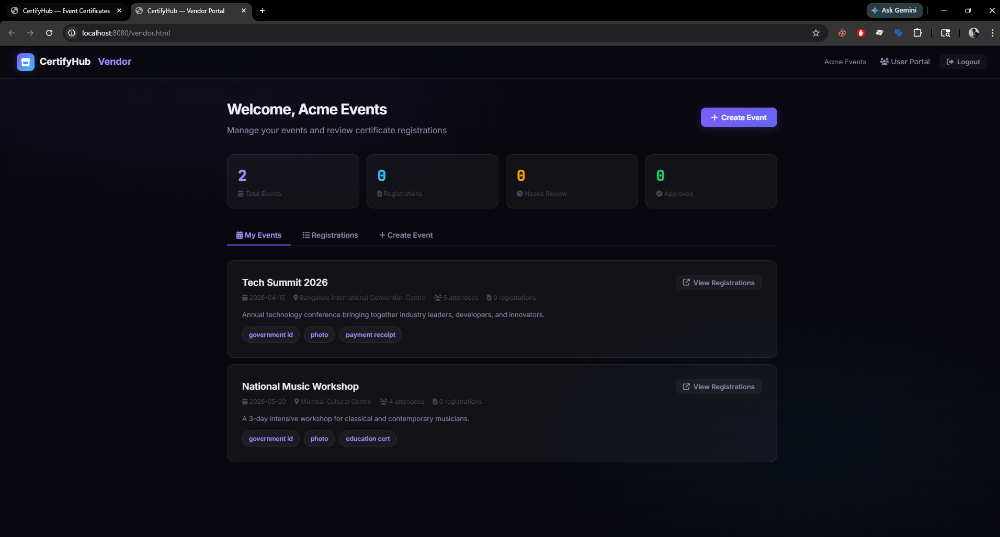 CertifyHub — Event Certificates
CertifyHub — Vendor Portal
Ask Gemini
localhost:8080/vendor.html
CertifyHub Vendor
Acme Events
User Portal
Logout
Welcome, Acme Events
Manage your events and review certificate registrations
Create Event
2
Total Events
0
Registrations
0
Needs Review
0
Approved
My Events
Registrations
Create Event
Tech Summit 2026
View Registrations
2026-04-15 Bangalore International Convention Centre 5 attendees 0 registrations
Annual technology conference bringing together industry leaders, developers, and innovators.
government id photo payment receipt
National Music Workshop
View Registrations
2026-05-20 Mumbai Cultural Centre 4 attendees 0 registrations
A 3-day intensive workshop for classical and contemporary musicians.
government id photo education cert